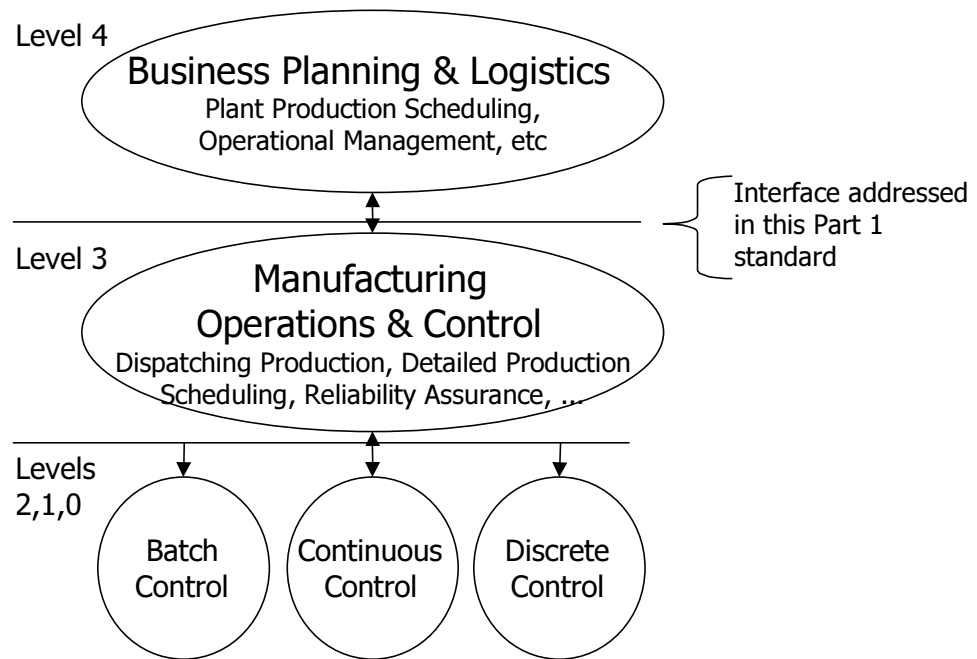 Level 4
Business Planning & Logistics
Plant Production Scheduling,
Operational Management, etc
Interface addressed
in this Part 1
standard
Level 3
Manufacturing
Operations & Control
Dispatching Production, Detailed Production
Scheduling, Reliability Assurance, ...
Levels
2,1,0
Batch
Control
Continuous
Control
Discrete
Control